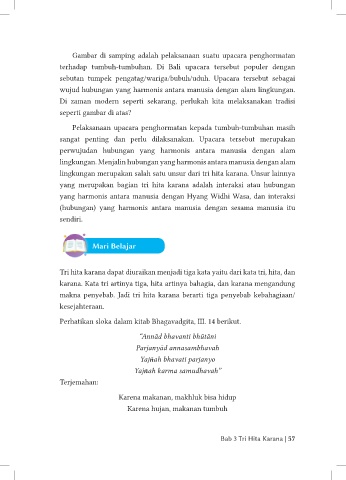 Gambar di samping adalah pelaksanaan suatu upacara penghormatan
terhadap tumbuh-tumbuhan. Di Bali upacara tersebut populer dengan
sebutan tumpek pengatag/wariga/bubuh/uduh. Upacara tersebut sebagai
wujud hubungan yang harmonis antara manusia dengan alam lingkungan.
Di zaman modern seperti sekarang, perlukah kita melaksanakan tradisi
seperti gambar di atas?
Pelaksanaan upacara penghormatan kepada tumbuh-tumbuhan masih
sangat penting dan perlu dilaksanakan. Upacara tersebut merupakan
perwujudan hubungan yang harmonis antara manusia dengan alam
lingkungan. Menjalin hubungan yang harmonis antara manusia dengan alam
lingkungan merupakan salah satu unsur dari tri hita karana. Unsur lainnya
yang merupakan bagian tri hita karana adalah interaksi atau hubungan
yang harmonis antara manusia dengan Hyang Widhi Wasa, dan interaksi
(hubungan) yang harmonis antara manusia dengan sesama manusia itu
sendiri.
Mari Belajar
Tri hita karana dapat diuraikan menjadi tiga kata yaitu dari kata tri, hita, dan
karana. Kata tri artinya tiga, hita artinya bahagia, dan karana mengandung
makna penyebab. Jadi tri hita karana berarti tiga penyebab kebahagiaan/
kesejahteraan.
Perhatikan sloka dalam kitab Bhagavadgita, III. 14 berikut.
"Annād bhavanti bhūtāni
Parjanyād annasambhavah
Yajñah bhavati parjanyo
Yajñah karma samudhavah"
Terjemahan:
Karena makanan, makhluk bisa hidup
Karena hujan, makanan tumbuh
Bab 3 Tri Hita Karana | 57